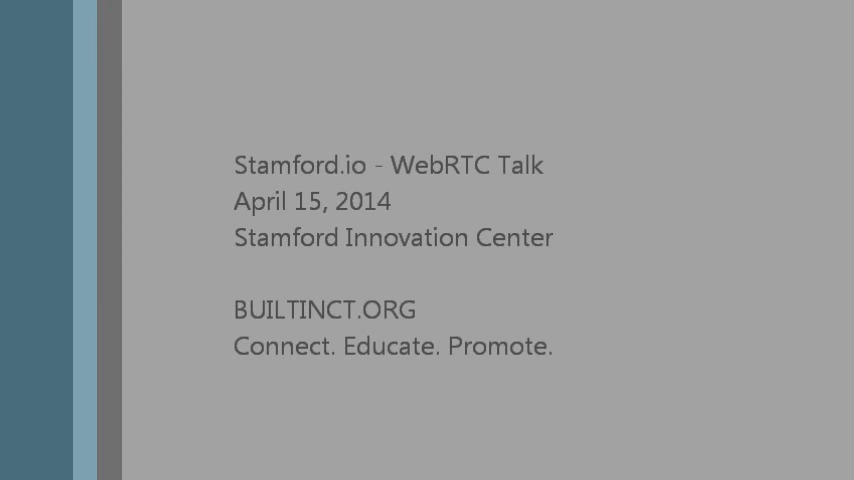 Stamford.io - WebRTC Talk
April 15, 2014
Stamford Innovation Center
BUILTINCT.ORG
Connect. Educate. Promote.